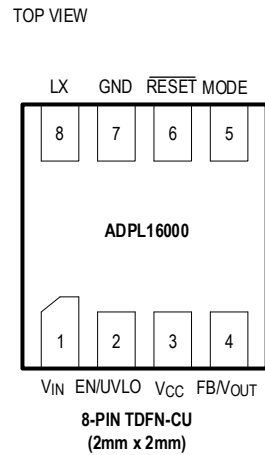 TOP VIEW
LX GND RESET MODE
8 7 6 5
ADPL16000
1 2 3 4
VIN EN/UVLO VCC FB/VOUT
8-PIN TDFN-CU
(2mm x 2mm)